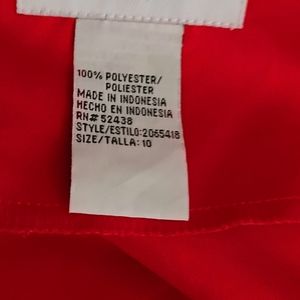 100% POLYESTER/
POLIESTER
MADE IN INDONESIA
HECHO EN INDONESIA
RN# 52438
STYLE/ESTILO:2065418
SIZE/TALLA: 10